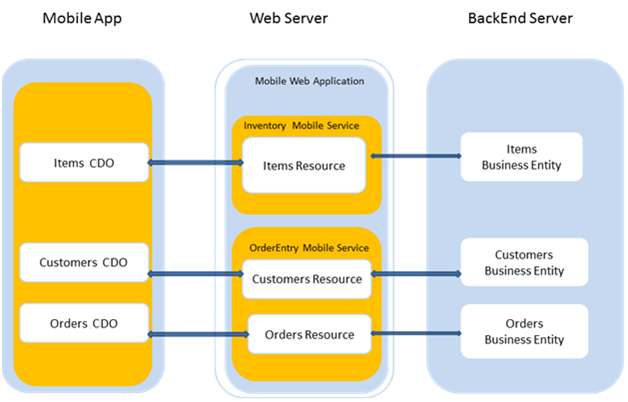 Mobile App
Web Server
BackEnd Server
Mobile Web Application
Inventory Mobile Service
Items CDO
Items Resource
Items
Business Entity
OrderEntry Mobile Service
Customers CDO
Customers Resource
Customers
Business Entity
Orders CDO
Orders Resource
Orders
Business Entity